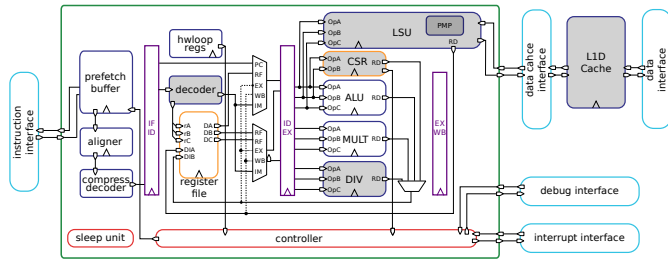 instruction
interface
prefetch
buffer
aligner
compress
decoder
IF
ID
hwloop
regs
decoder
rA
rB
rC
DIA
DIB
DA
DB
DC
register
file
PC
RF
EX
WB
IM
RF
RF
EX
WB
IM
ID
EX
OpA
OpB
OpC
LSU
PMP
RD
OpA
OpB
CSR
RD
OpA
OpB
OpC
ALU
OpA
OpB
OpC
MULT
RD
OpA
OpB
OpC
DIV
RD
EX
WB
data cahce
interface
L1D
Cache
data
interface
debug interface
interrupt interface
sleep unit
controller